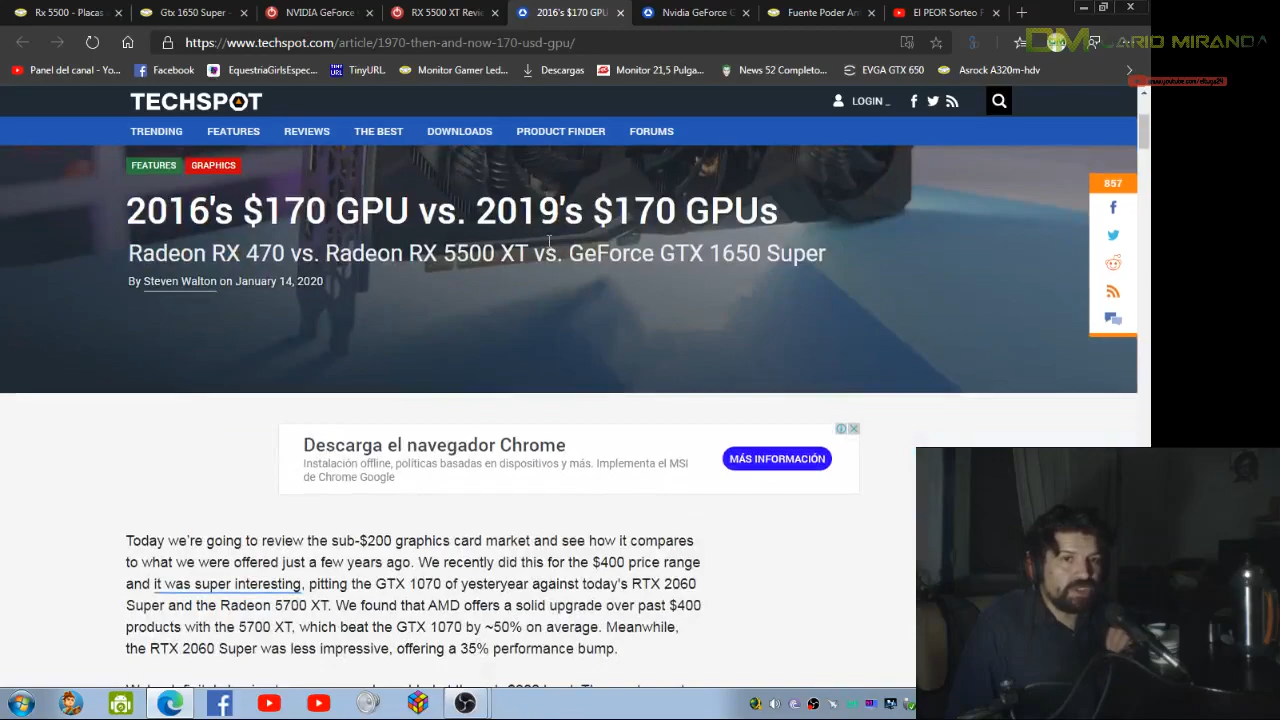 Rx 5500 - Placas
Gtx 1650 Super -
NVIDIA GeForce
RX 5500 XT Revie
2016's $170 GPU
Nvidia GeForce G
Fuente Poder Am
El PEOR Sorteo F
https://www.techspot.com/article/1970-then-and-now-170-usd-gpu/
MIRANDA
Panel del canal - Yo...
Facebook
EquestriaGirlsEspec...
TinyURL
Monitor Gamer Led...
Descargas
Monitor 21,5 Pulga...
News 52 Completo...
EVGA GTX 650
Asrock A320m-hdv
TECHSPOT
LOGIN _
TRENDING
FEATURES
REVIEWS
THE BEST
DOWNLOADS
PRODUCT FINDER
FORUMS
FEATURES
GRAPHICS
857
2016's $170 GPU vs. 2019's $170 GPUs
Radeon RX 470 vs. Radeon RX 5500 XT vs. GeForce GTX 1650 Super
By Steven Walton on January 14, 2020
Descarga el navegador Chrome
Instalación offline, políticas basadas en dispositivos y más. Implementa el MSI
de Chrome Google
MÁS INFORMACIÓN
Today we're going to review the sub-$200 graphics card market and see how it compares
to what we were offered just a few years ago. We recently did this for the $400 price range
and it was super interesting, pitting the GTX 1070 of yesteryear against today's RTX 2060
Super and the Radeon 5700 XT. We found that AMD offers a solid upgrade over past $400
products with the 5700 XT, which beat the GTX 1070 by ~50% on average. Meanwhile,
the RTX 2060 Super was less impressive, offering a 35% performance bump.